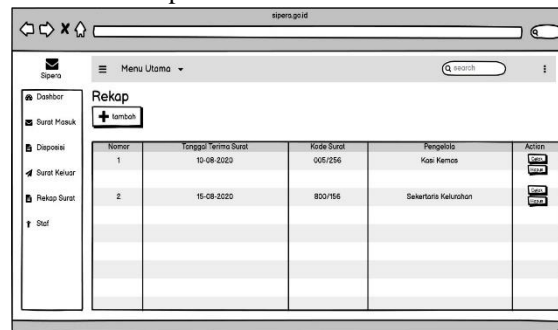 sipera.go.id
Sipera
Menu Utama
search
Dashbor
Surat Masuk
Disposisi
Surat Keluar
Rekap Surat
Staf
Rekap
tambah
Nomor Tanggal Terima Surat Kode Surat Pengelola Action
1 10-08-2020 005/256 Kasi Kemas
2 15-08-2020 800/156 Sekertaris Kelurahan